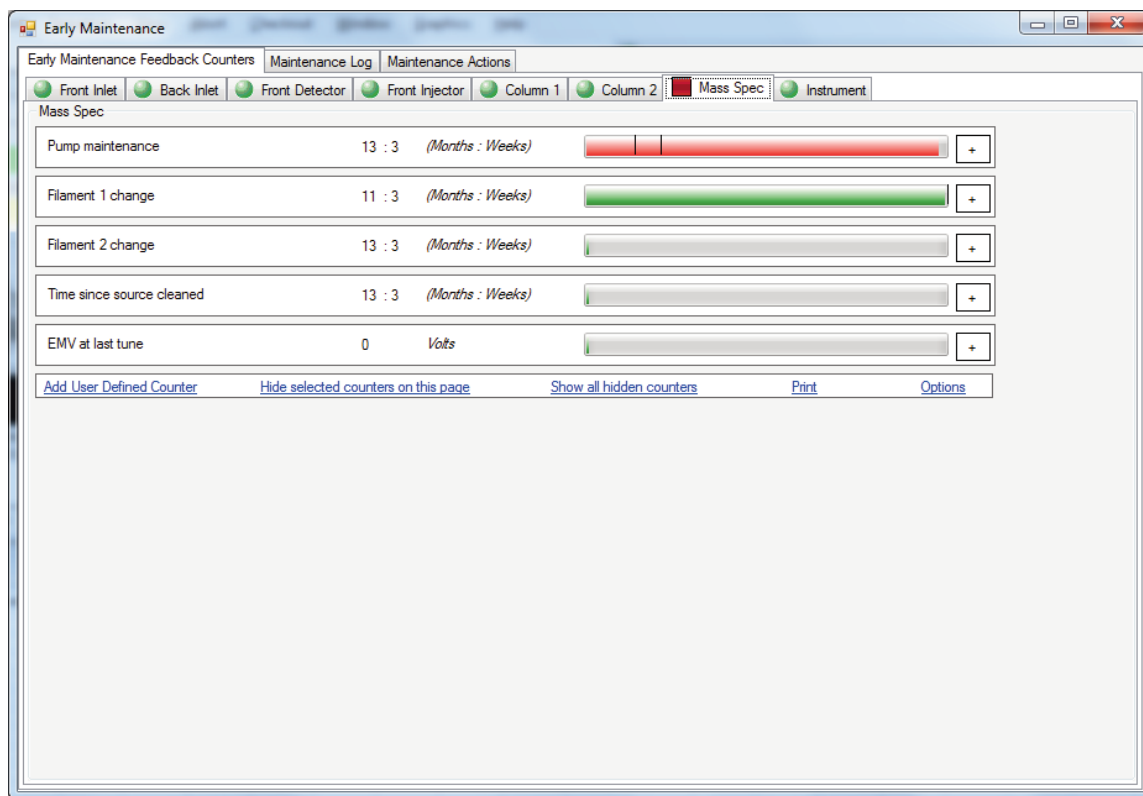 Early Maintenance
Early Maintenance Feedback Counters Maintenance Log Maintenance Actions
Front Inlet Back Inlet Front Detector Front Injector Column 1 Column 2 Mass Spec Instrument
Mass Spec
Pump maintenance 13 : 3 (Months : Weeks) +
Filament 1 change 11 : 3 (Months : Weeks) +
Filament 2 change 13 : 3 (Months : Weeks) +
Time since source cleaned 13 : 3 (Months : Weeks) +
EMV at last tune 0 Volts +
Add User Defined Counter Hide selected counters on this page Show all hidden counters Print Options